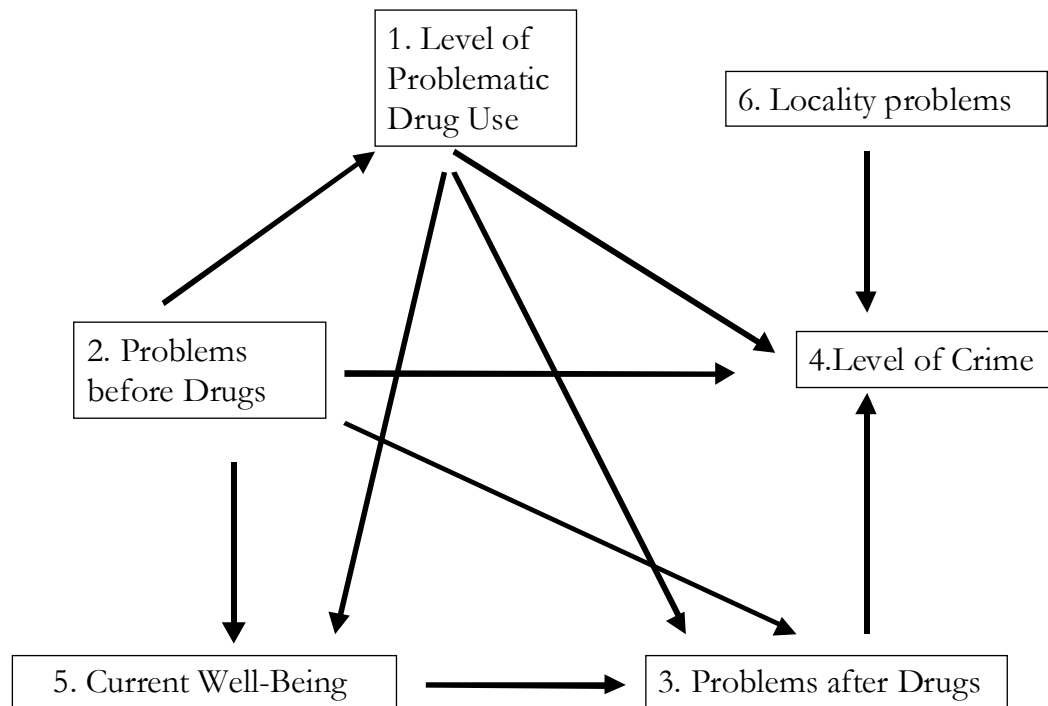 1. Level of
Problematic
Drug Use
6. Locality problems
2. Problems
before Drugs
4.Level of Crime
5. Current Well-Being
3. Problems after Drugs